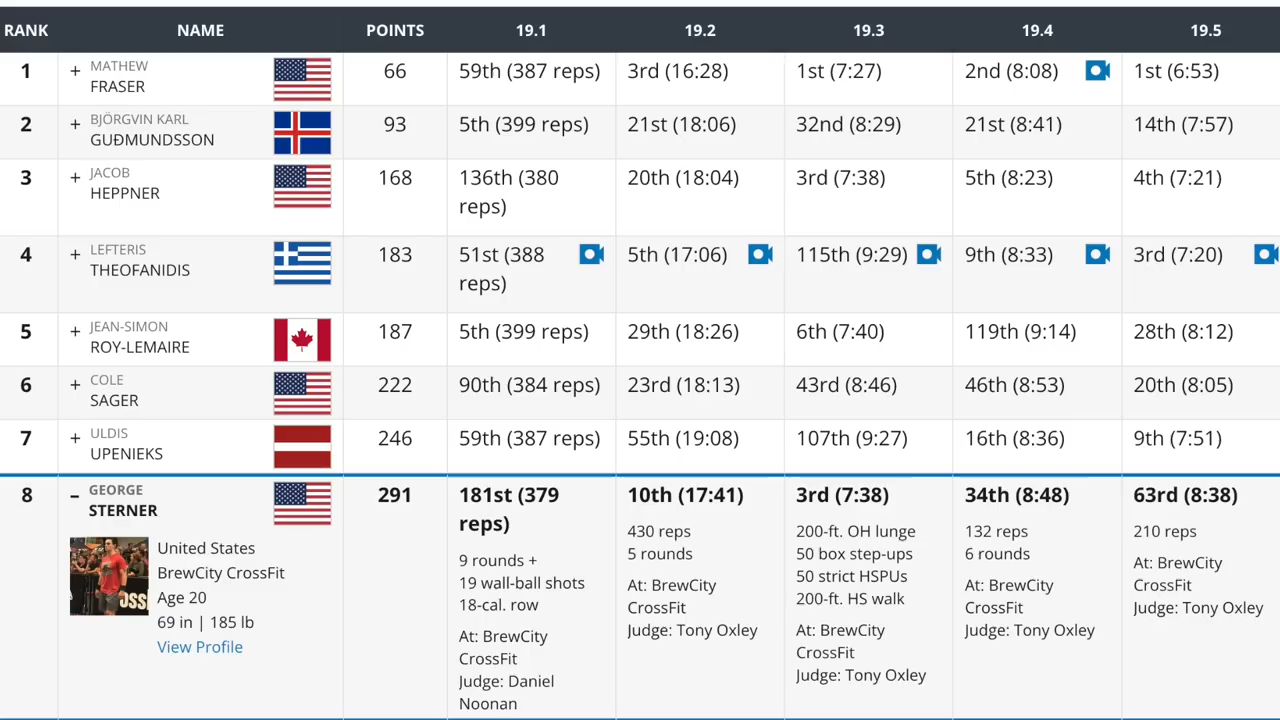 RANK NAME POINTS 19.1 19.2 19.3 19.4 19.5
1 + MATHEW 66 59th (387 reps) 3rd (16:28) 1st (7:27) 2nd (8:08) 1st (6:53)
FRASER
2 + BJÖRGVIN KARL 93 5th (399 reps) 21st (18:06) 32nd (8:29) 21st (8:41) 14th (7:57)
GUÐMUNDSSON
3 + JACOB 168 136th (380 20th (18:04) 3rd (7:38) 5th (8:23) 4th (7:21)
HEPPNER reps)
4 + LEFTERIS 183 51st (388 5th (17:06) 115th (9:29) 9th (8:33) 3rd (7:20)
THEOFANIDIS reps)
5 + JEAN-SIMON 187 5th (399 reps) 29th (18:26) 6th (7:40) 119th (9:14) 28th (8:12)
ROY-LEMAIRE
6 + COLE 222 90th (384 reps) 23rd (18:13) 43rd (8:46) 46th (8:53) 20th (8:05)
SAGER
7 + ULDIS 246 59th (387 reps) 55th (19:08) 107th (9:27) 16th (8:36) 9th (7:51)
UPENIEKS
8 – GEORGE 291 181st (379 10th (17:41) 3rd (7:38) 34th (8:48) 63rd (8:38)
STERNER reps)
United States
BrewCity CrossFit
Age 20
69 in | 185 lb
View Profile
9 rounds +
19 wall-ball shots
18-cal. row
At: BrewCity
CrossFit
Judge: Daniel
Noonan
430 reps
5 rounds
At: BrewCity
CrossFit
Judge: Tony Oxley
200-ft. OH lunge
50 box step-ups
50 strict HSPUs
200-ft. HS walk
At: BrewCity
CrossFit
Judge: Tony Oxley
132 reps
6 rounds
At: BrewCity
CrossFit
Judge: Tony Oxley
210 reps
At: BrewCity
CrossFit
Judge: Tony Oxley